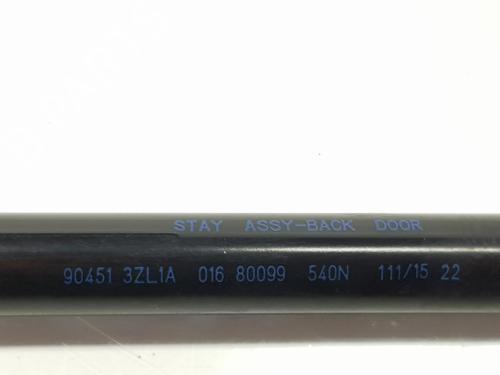 STAY ASSY-BACK DOOR
90451 3ZL1A 016 80099 540N 111/15 22